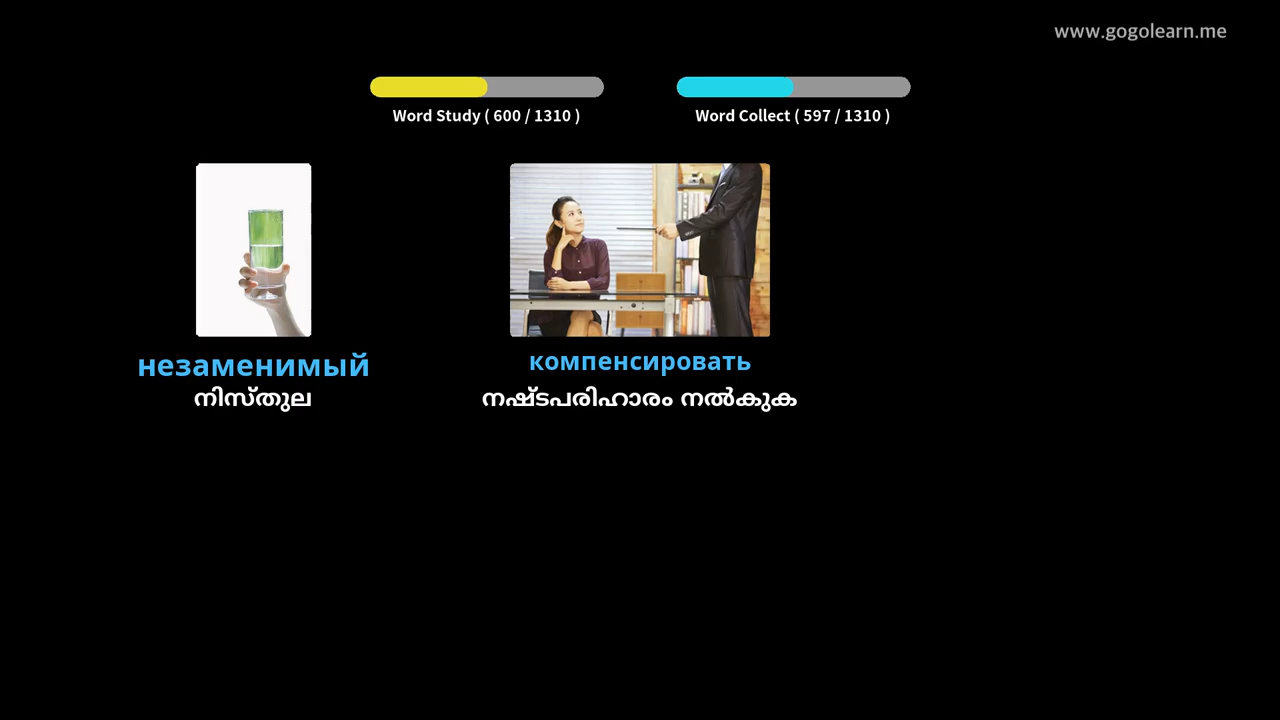 www.gogolearn.me
Word Study ( 600 / 1310 )
Word Collect ( 597 / 1310 )
незаменимый
നിസ്തുല
компенсировать
നഷ്ടപരിഹാരം നൽകുക